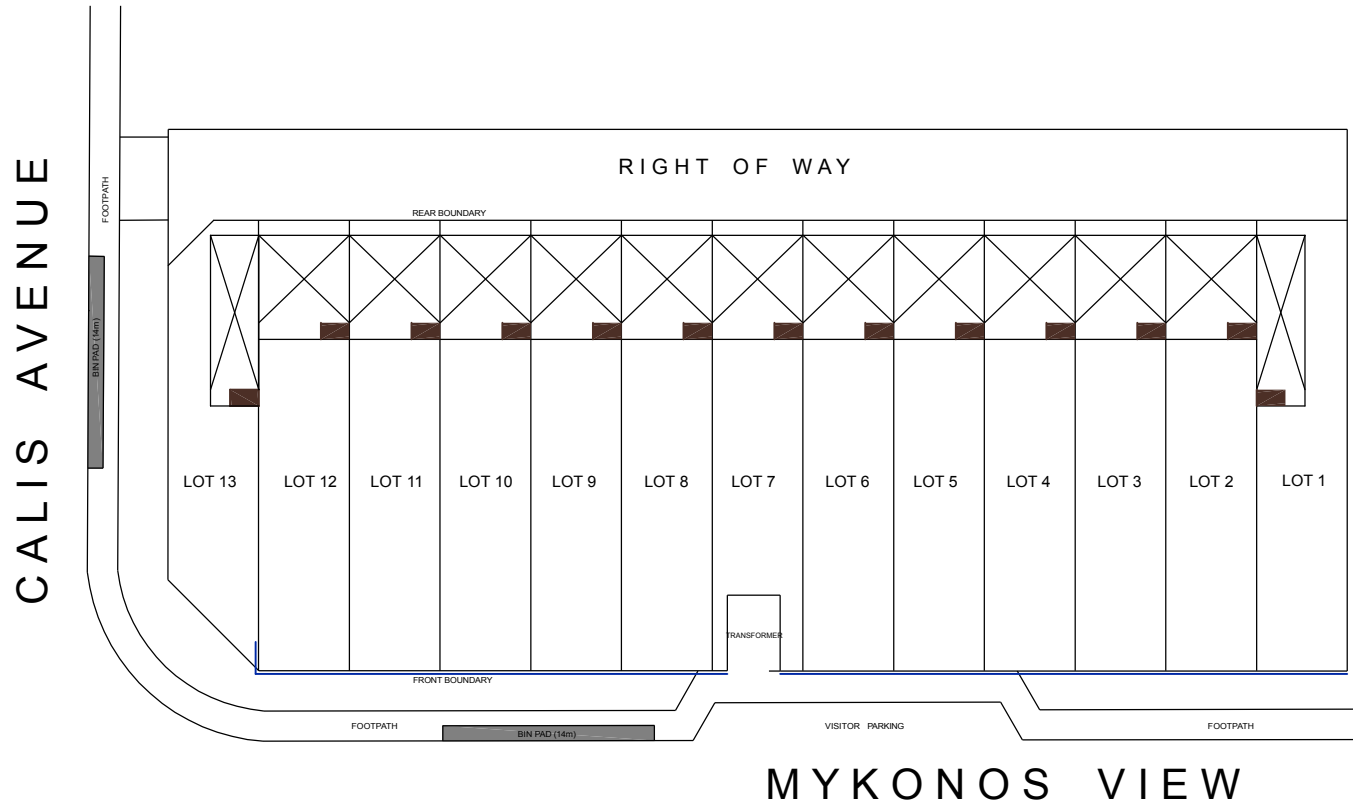 CALIS AVENUE
FOOTPATH
RIGHT OF WAY
REAR BOUNDARY
BIN PAD (14m)
LOT 13
LOT 12
LOT 11
LOT 10
LOT 9
LOT 8
LOT 7
LOT 6
LOT 5
LOT 4
LOT 3
LOT 2
LOT 1
TRANSFORMER
FRONT BOUNDARY
FOOTPATH
BIN PAD (14m)
VISITOR PARKING
FOOTPATH
MYKONOS VIEW